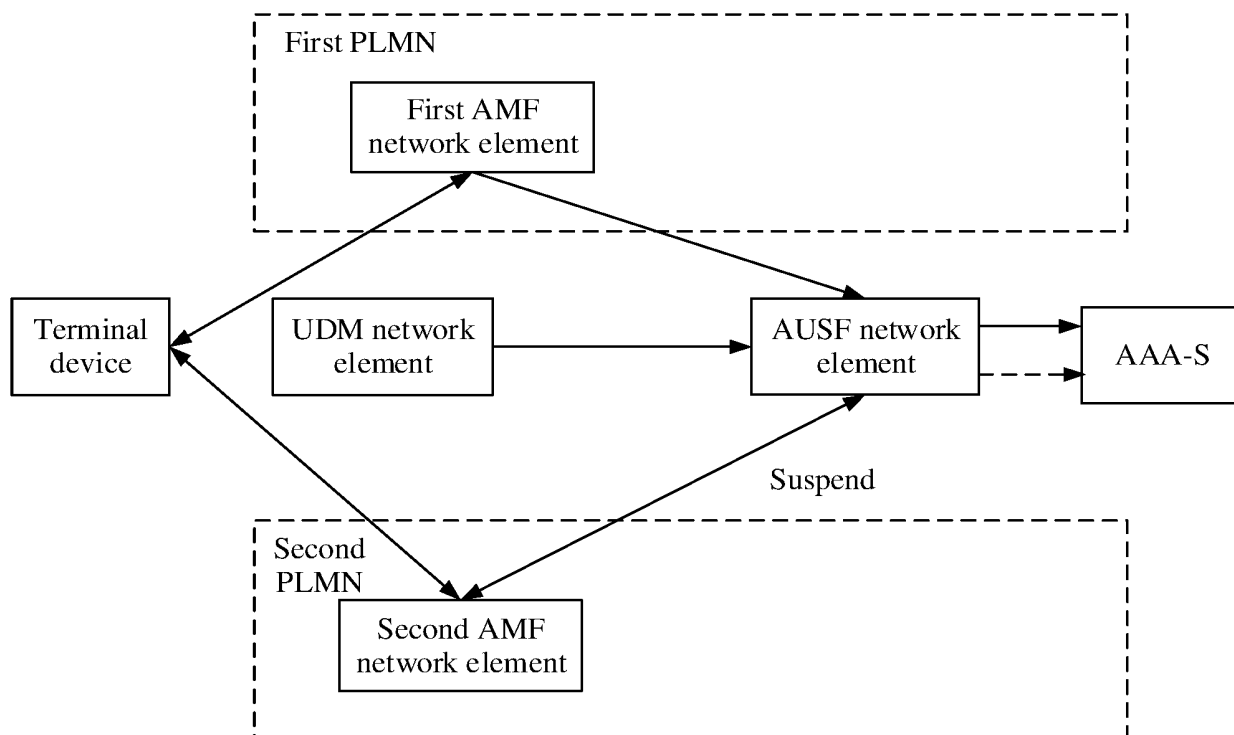 First PLMN
First AMF
network element
Terminal
device
UDM network
element
AUSF network
element
AAA-S
Suspend
Second
PLMN
Second AMF
network element